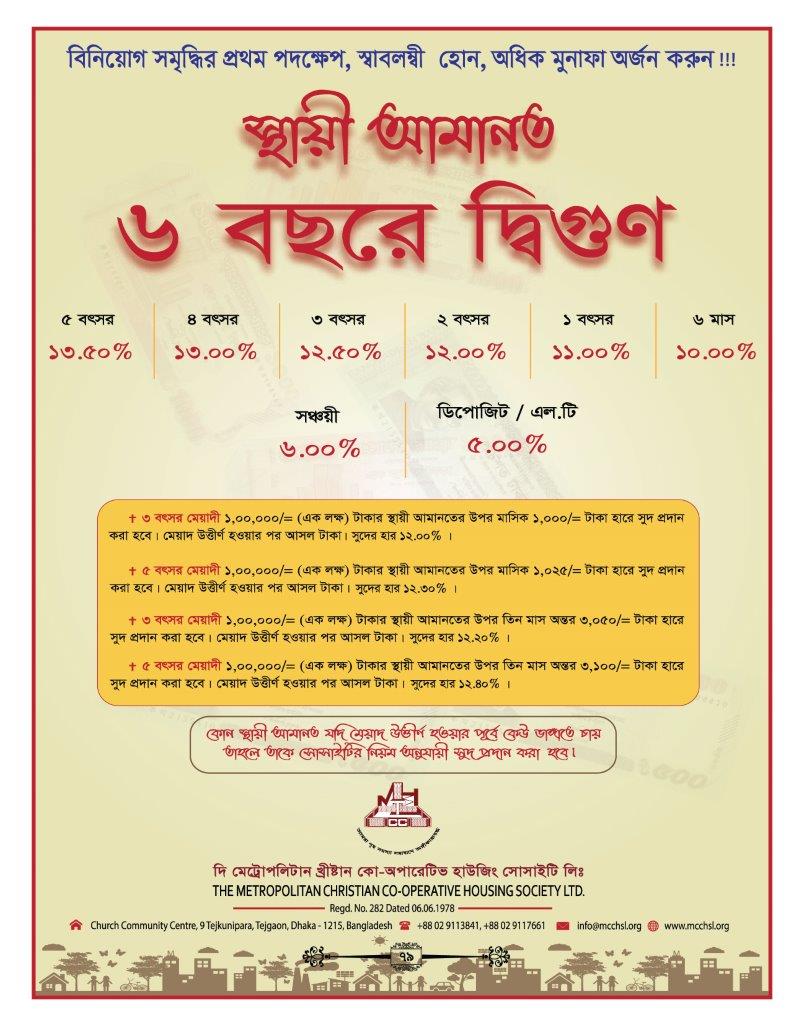 বিনিয়োগ সমৃদ্ধির প্রথম পদক্ষেপ, স্বাবলম্বী হোন, অধিক মুনাফা অর্জন করুন !!!
স্থায়ী আমানত
৬ বছরে দ্বিগুণ
৫ বৎসর ৪ বৎসর ৩ বৎসর ২ বৎসর ১ বৎসর ৬ মাস
১৩.৫০% ১৩.০০% ১২.৫০% ১২.০০% ১১.০০% ১০.০০%
সঞ্চয়ী ডিপোজিট / এল.টি
৬.০০% ৫.০০%
✝ ৩ বৎসর মেয়াদী ১,০০,০০০/= (এক লক্ষ) টাকার স্থায়ী আমানতের উপর মাসিক ১,০০০/= টাকা হারে সুদ প্রদান
করা হবে। মেয়াদ উত্তীর্ণ হওয়ার পর আসল টাকা। সুদের হার ১২.০০% ।
✝ ৫ বৎসর মেয়াদী ১,০০,০০০/= (এক লক্ষ) টাকার স্থায়ী আমানতের উপর মাসিক ১,০২৫/= টাকা হারে সুদ প্রদান
করা হবে। মেয়াদ উত্তীর্ণ হওয়ার পর আসল টাকা। সুদের হার ১২.৩০% ।
✝ ৩ বৎসর মেয়াদী ১,০০,০০০/= (এক লক্ষ) টাকার স্থায়ী আমানতের উপর তিন মাস অন্তর ৩,০৫০/= টাকা হারে
সুদ প্রদান করা হবে। মেয়াদ উত্তীর্ণ হওয়ার পর আসল টাকা। সুদের হার ১২.২০% ।
✝ ৫ বৎসর মেয়াদী ১,০০,০০০/= (এক লক্ষ) টাকার স্থায়ী আমানতের উপর তিন মাস অন্তর ৩,১০০/= টাকা হারে
সুদ প্রদান করা হবে। মেয়াদ উত্তীর্ণ হওয়ার পর আসল টাকা। সুদের হার ১২.৪০% ।
কোন স্থায়ী আমানত যদি মেয়াদ উত্তীর্ণ হওয়ার পূর্বে কেউ ভাঙ্গতে চায়
তাহলে তাকে সোসাইটির নিয়ম অনুযায়ী সুদ প্রদান করা হবে।
দি মেট্রোপলিটান খ্রীষ্টান কো-অপারেটিভ হাউজিং সোসাইটি লিঃ
THE METROPOLITAN CHRISTIAN CO-OPERATIVE HOUSING SOCIETY LTD.
Regd. No. 282 Dated 06.06.1978
Church Community Centre, 9 Tejkunipara, Tejgaon, Dhaka - 1215, Bangladesh +88 02 9113841, +88 02 9117661 info@mcchsl.org www.mcchsl.org
৭৯